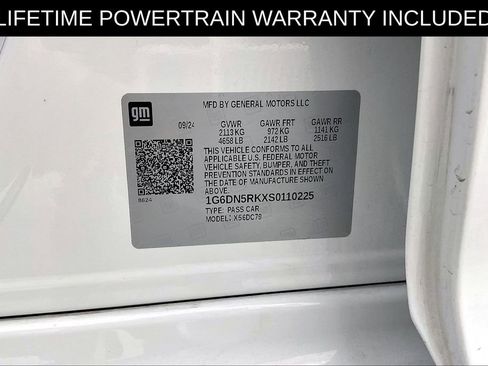 LIFETIME POWERTRAIN WARRANTY INCLUDED
gm
MFD BY GENERAL MOTORS LLC
09/24 GVWR GAWR FRT GAWR RR
2113 KG 972 KG 1141 KG
4658 LB 2142 LB 2516 LB
THIS VEHICLE CONFORMS TO ALL
APPLICABLE U.S. FEDERAL MOTOR
VEHICLE SAFETY, BUMPER, AND THEFT
PREVENTION STANDARDS IN EFFECT ON
THE DATE OF MANUFACTURE SHOWN
ABOVE.
1G6DN5RKXS0110225
TYPE: PASS CAR
MODEL: X56DC79